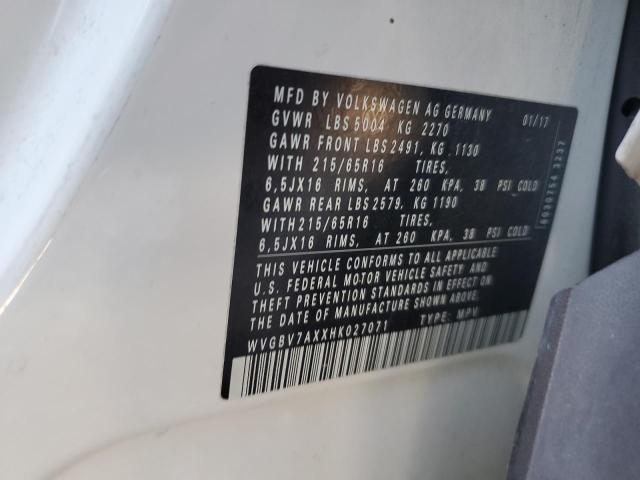 MFD BY VOLKSWAGEN AG GERMANY 01/17
GVWR LBS 5004 KG 2270
GAWR FRONT LBS 2491, KG 1130
WITH 215/65R16 TIRES,
6,5JX16 RIMS, AT 260 KPA, 38 PSI COLD
GAWR REAR LBS 2579, KG 1190
WITH 215/65R16 TIRES,
6,5JX16 RIMS, AT 260 KPA, 38 PSI COLD
THIS VEHICLE CONFORMS TO ALL APPLICABLE
U.S. FEDERAL MOTOR VEHICLE SAFETY AND
THEFT PREVENTION STANDARDS IN EFFECT ON
THE DATE OF MANUFACTURE SHOWN ABOVE.
WVGBV7AXXHK027071 TYPE: MPV
6030754 3237